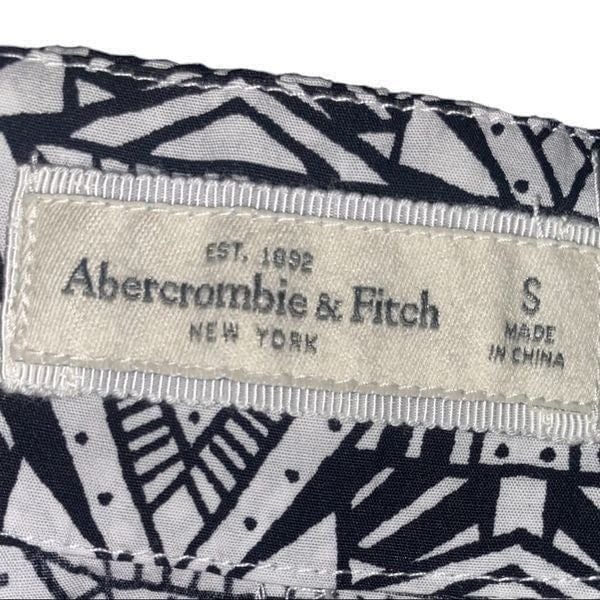 EST. 1892
Abercrombie & Fitch
NEW YORK
S
MADE
IN CHINA